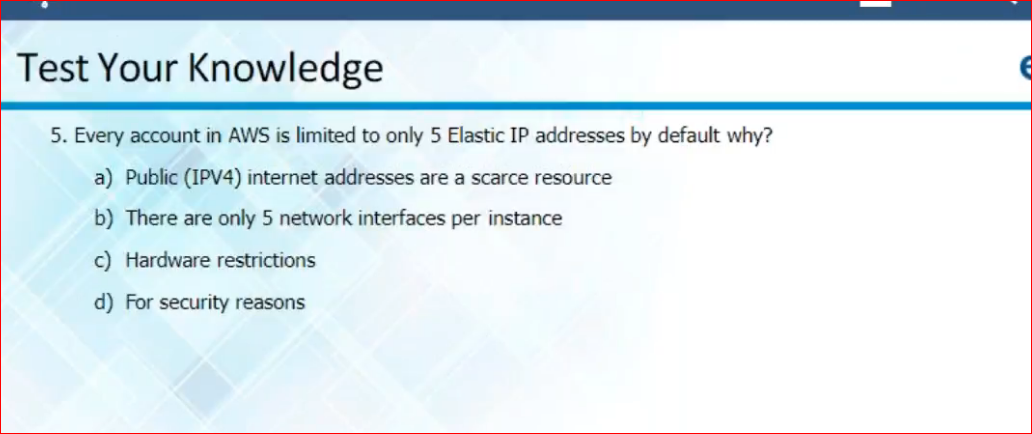 Test Your Knowledge
5. Every account in AWS is limited to only 5 Elastic IP addresses by default why?
a) Public (IPV4) internet addresses are a scarce resource
b) There are only 5 network interfaces per instance
c) Hardware restrictions
d) For security reasons